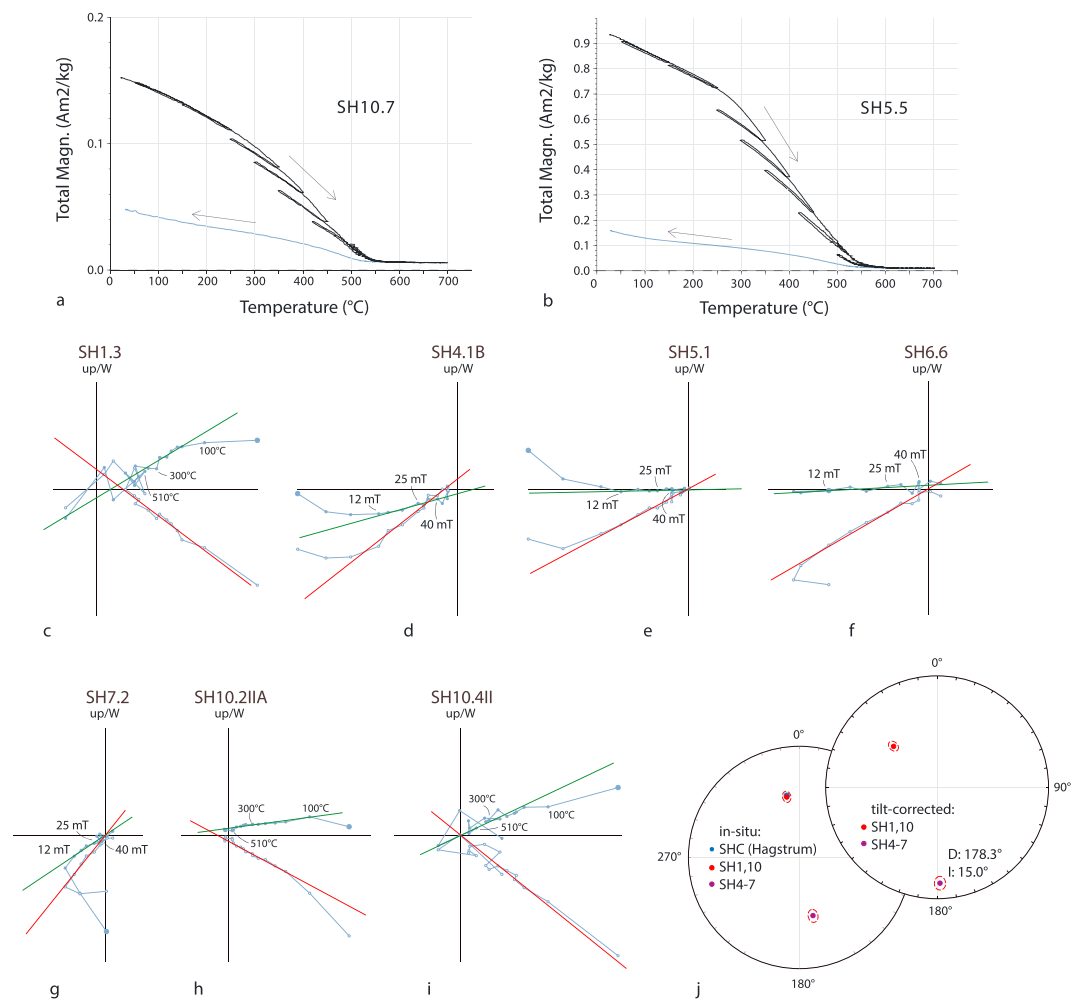 0.2
0.1
0.0
Total Magn. (Am2/kg)
SH10.7
0 100 200 300 400 500 600 700
Temperature (°C)
a
0.9
0.8
0.7
0.6
0.5
0.4
0.3
0.2
0.1
0.0
Total Magn. (Am2/kg)
SH5.5
0 100 200 300 400 500 600 700
Temperature (°C)
b
SH1.3
up/W
100°C
300°C
510°C
c
SH4.1B
up/W
25 mT
12 mT
40 mT
d
SH5.1
up/W
25 mT
12 mT
40 mT
e
SH6.6
up/W
40 mT
25 mT
12 mT
f
SH7.2
up/W
25 mT
12 mT
40 mT
g
SH10.2IIA
up/W
300°C
100°C
510°C
h
SH10.4II
up/W
300°C
100°C
510°C
i
0°
270°
in-situ:
SHC (Hagstrum)
SH1,10
SH4-7
180°
0°
90°
tilt-corrected:
SH1,10
SH4-7
D: 178.3°
I: 15.0°
180°
j